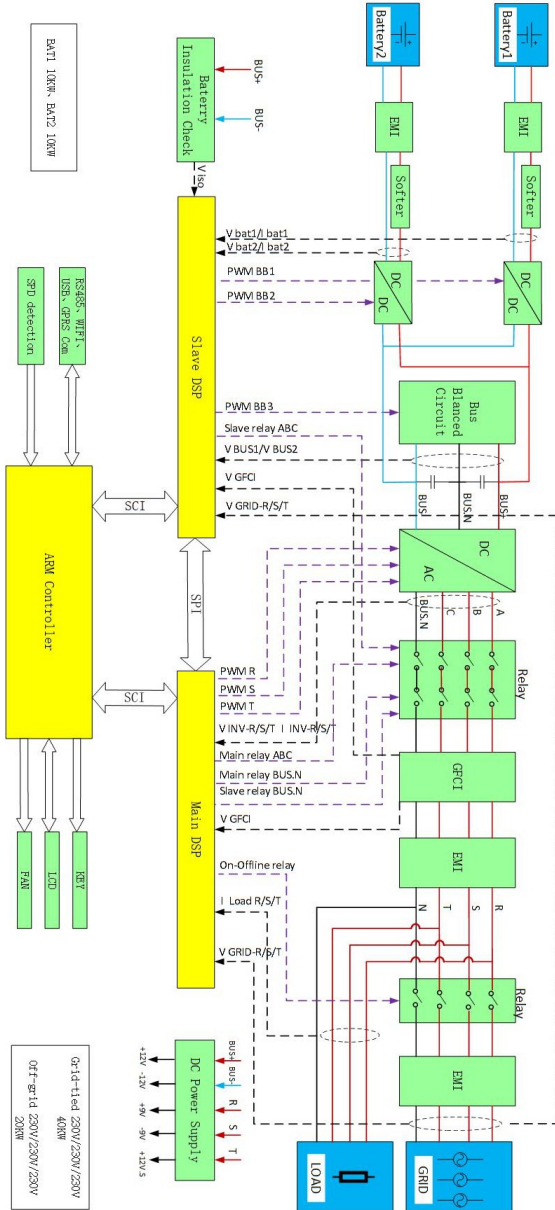 Battery1
Battery2
EMI
EMI
Softer
Softer
DC
DC
DC
DC
Bus
Blanced
Circuit
BUS+
BUS.N
BUS-
DC
AC
A
B
C
BUS.N
Relay
GFCI
EMI
R
S
T
N
Relay
EMI
GRID
LOAD
BUS+
BUS-
Baterry
Insulation Check
V iso
V bat1/I bat1
V bat2/I bat2
PWM BB1
PWM BB2
PWM BB3
Slave relay ABC
V BUS1/V BUS2
V GFCI
V GRID-R/S/T
Slave DSP
SPI
PWM R
PWM S
PWM T
V INV-R/S/T I INV-R/S/T
Main relay ABC
Main relay BUS.N
Slave relay BUS.N
V GFCI
On-Offline relay
I Load R/S/T
V GRID-R/S/T
Main DSP
BUS+
BUS-
R
S
T
DC Power Supply
+12V
-12V
+9V
-9V
+12V.S
BAT1 10KW、BAT2 10KW
SCI
SCI
RS485、WIFI、
USB、GPRS Com
SPD detection
ARM Controller
KEY
LCD
FAN
Grid-tied 230V/230V/230V
40KW
Off-grid 230V/230V/230V
20KW